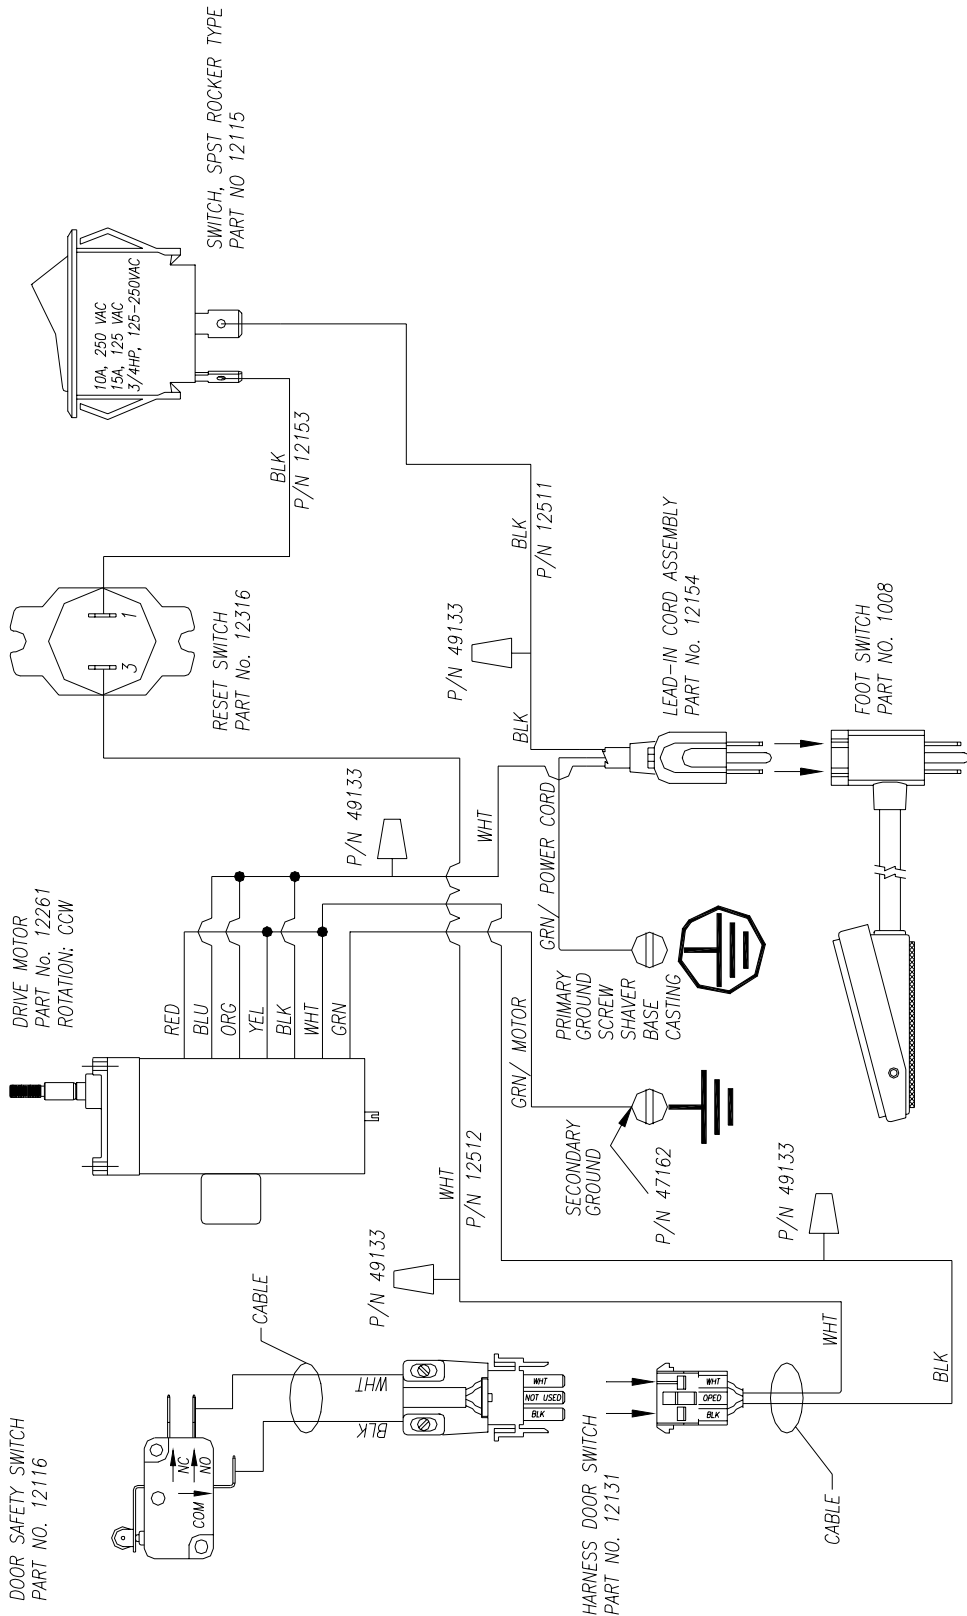 DOOR SAFETY SWITCH
PART NO. 12116
COM
NO
NC
CABLE
BLK
WHT
BLK
NOT USED
WHT
HARNESS DOOR SWITCH
PART NO. 12131
BLK
OPED
WHT
CABLE
WHT
BLK
P/N 49133
P/N 49133
WHT
P/N 12512
DRIVE MOTOR
PART No. 12261
ROTATION: CCW
RED
BLU
ORG
YEL
BLK
WHT
GRN
P/N 49133
GRN/ MOTOR
SECONDARY
GROUND
P/N 47162
GRN/ POWER CORD
PRIMARY
GROUND
SCREW
SHAVER
BASE
CASTING
WHT
BLK
P/N 49133
BLK
P/N 12511
RESET SWITCH
PART No. 12316
3
1
BLK
P/N 12153
10A, 250 VAC
15A, 125 VAC
3/4HP, 125-250VAC
SWITCH, SPST ROCKER TYPE
PART NO 12115
LEAD-IN CORD ASSEMBLY
PART No. 12154
FOOT SWITCH
PART NO. 1008